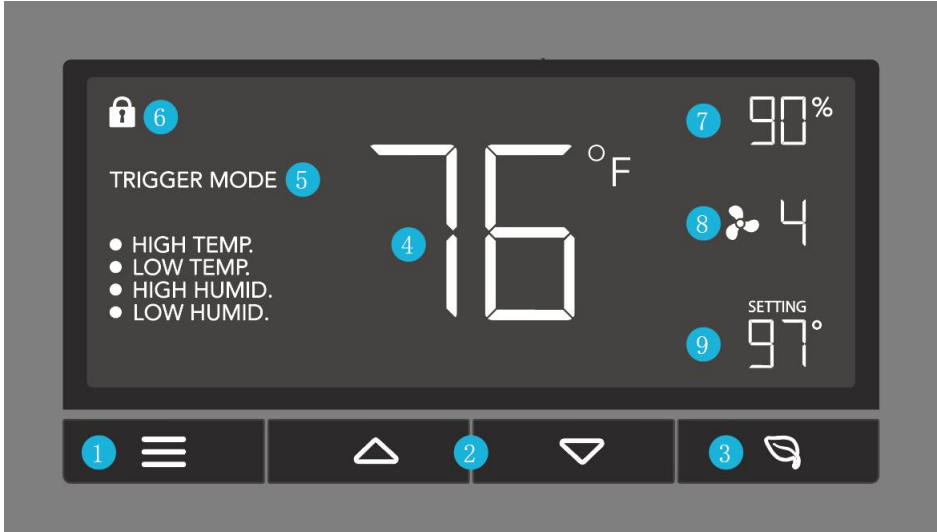 6
TRIGGER MODE 5
● HIGH TEMP.
● LOW TEMP.
● HIGH HUMID.
● LOW HUMID.
4 76 °F
7 90%
8 4
SETTING
9 97°
1
2
3